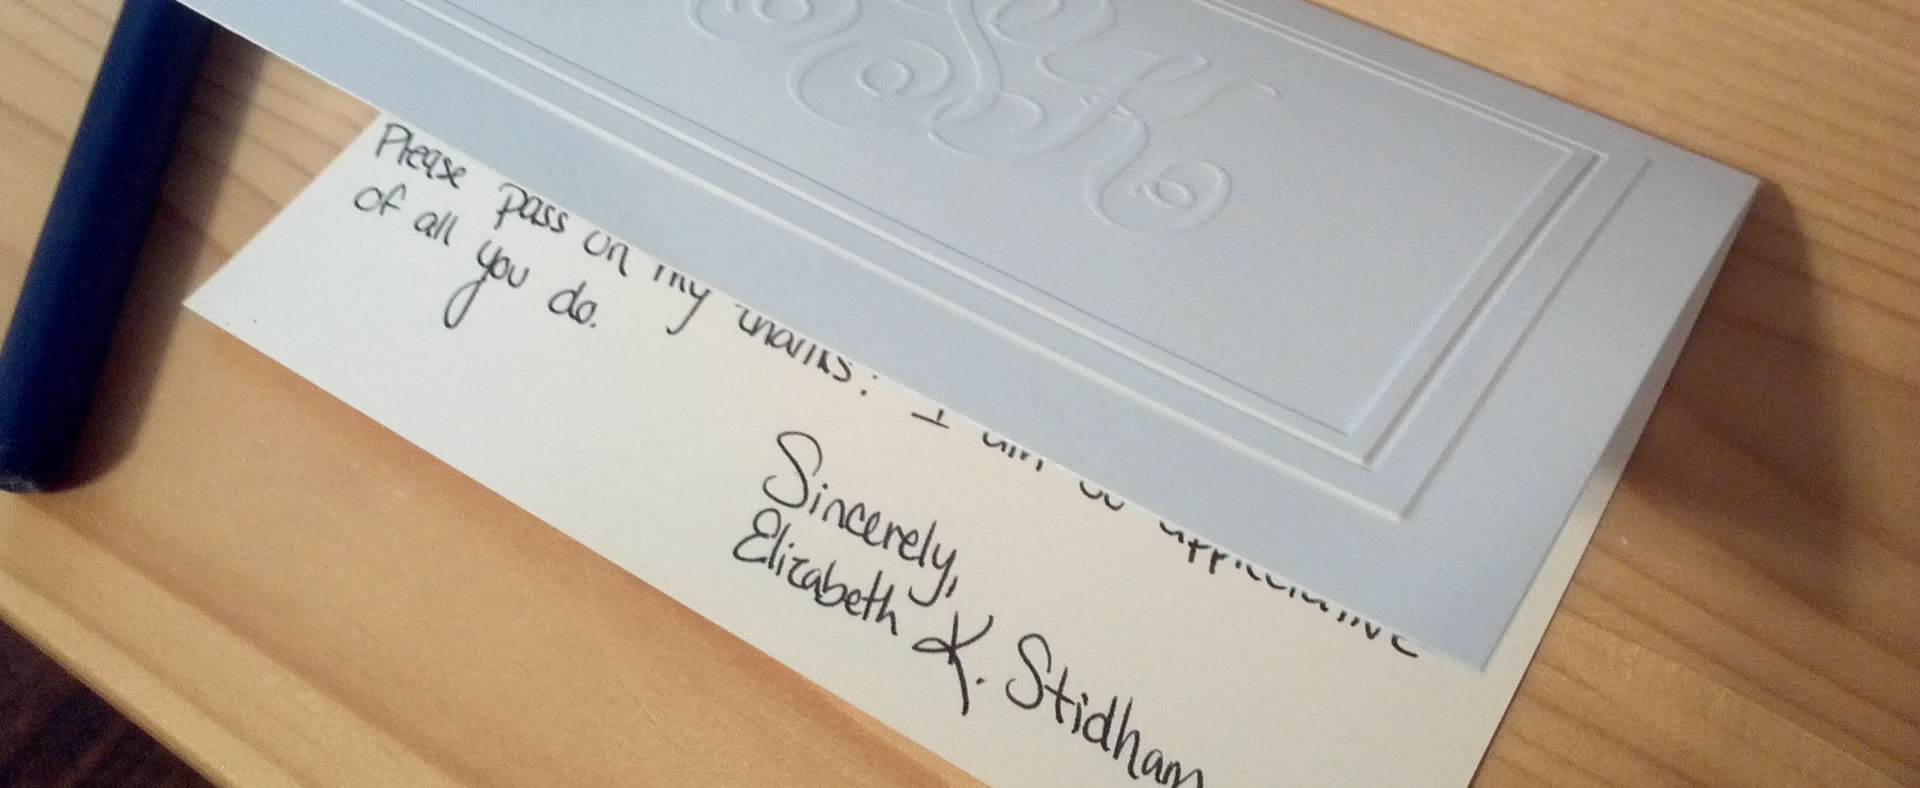 Please pass on my thanks! I am so appreciative
of all you do.
Sincerely,
Elizabeth K. Stidham